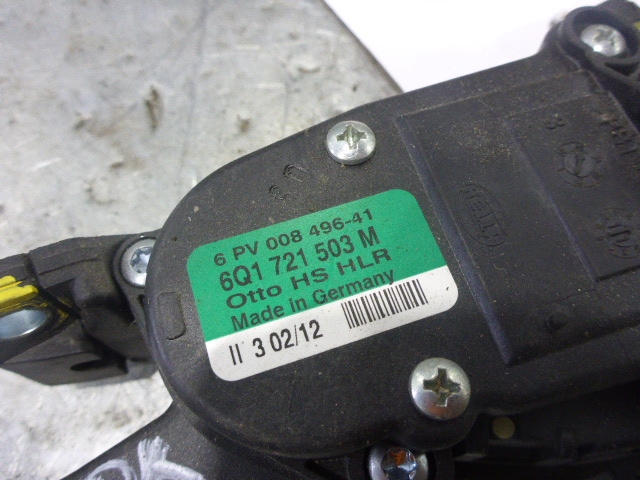 6 PV 008 496-41
6Q1 721 503 M
Otto HS HLR
Made in Germany
II 3 02/12